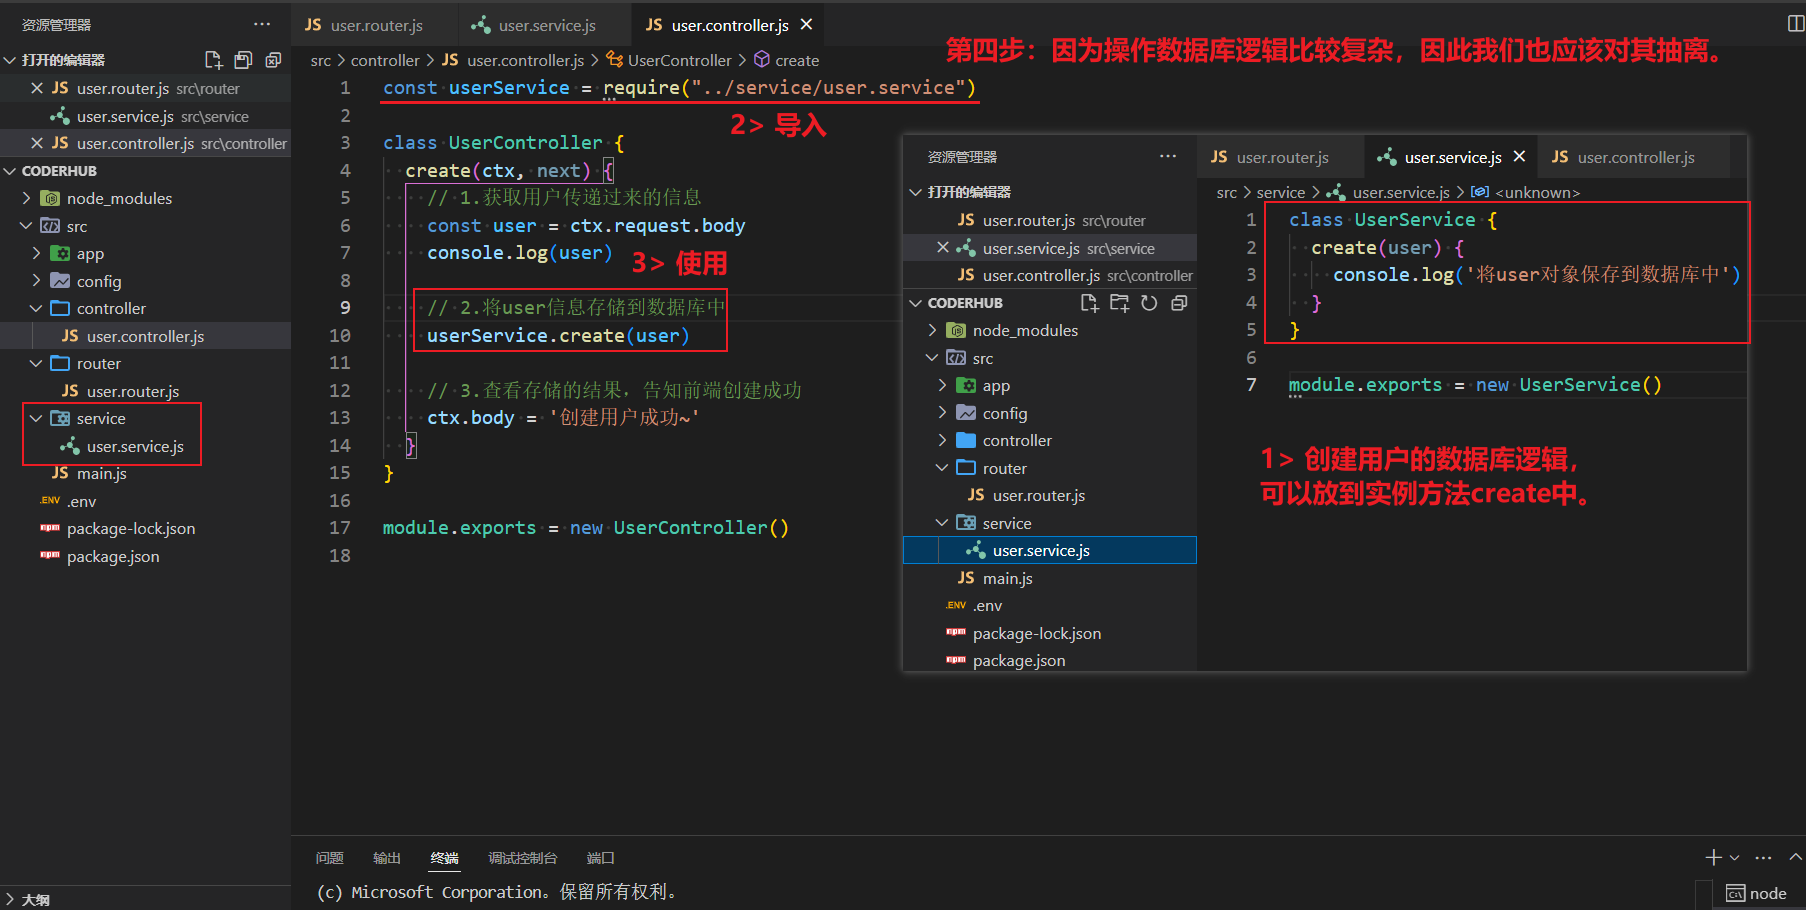 资源管理器
打开的编辑器
user.router.js src\router
user.service.js src\service
user.controller.js src\controller
CODERHUB
node_modules
src
app
config
controller
user.controller.js
router
user.router.js
service
user.service.js
main.js
.env
package-lock.json
package.json
大纲
user.router.js
user.service.js
user.controller.js
src > controller > JS user.controller.js > UserController > create
1 const userService = require("../service/user.service")
2
3 class UserController {
4 create(ctx, next) {
5 // 1.获取用户传递过来的信息
6 const user = ctx.request.body
7 console.log(user)
8
9 // 2.将user信息存储到数据库中
10 userService.create(user)
11
12 // 3.查看存储的结果，告知前端创建成功
13 ctx.body = '创建用户成功~'
14 }
15 }
16
17 module.exports = new UserController()
18
第四步：因为操作数据库逻辑比较复杂，因此我们也应该对其抽离。
2> 导入
3> 使用
资源管理器
打开的编辑器
user.router.js src\router
user.service.js src\service
user.controller.js src\controller
CODERHUB
node_modules
src
app
config
controller
router
user.router.js
service
user.service.js
main.js
.env
package-lock.json
package.json
user.router.js
user.service.js
user.controller.js
src > service > user.service.js > <unknown>
1 class UserService {
2 create(user) {
3 console.log('将user对象保存到数据库中')
4 }
5 }
6
7 module.exports = new UserService()
1> 创建用户的数据库逻辑，
可以放到实例方法create中。
问题 输出 终端 调试控制台 端口
(c) Microsoft Corporation。保留所有权利。
node